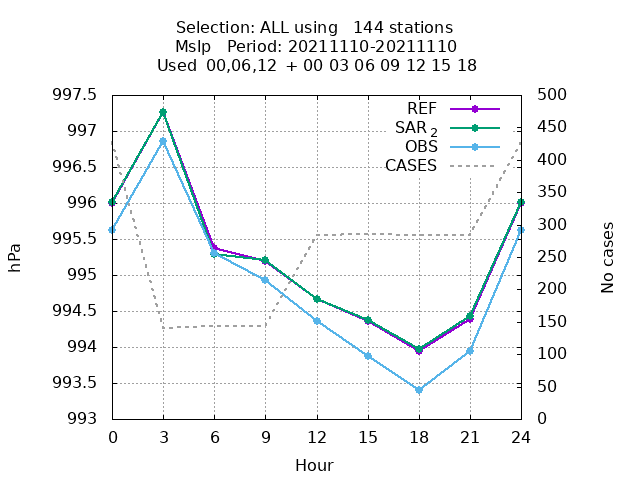 Selection: ALL using   144 stations
Mslp   Period: 20211110-20211110
Used  00,06,12  + 00 03 06 09 12 15 18
997.5
997
996.5
996
995.5
995
994.5
994
993.5
993
500
450
400
350
300
250
200
150
100
50
0
REF
SAR 2
OBS
CASES
hPa
No cases
0 3 6 9 12 15 18 21 24
Hour